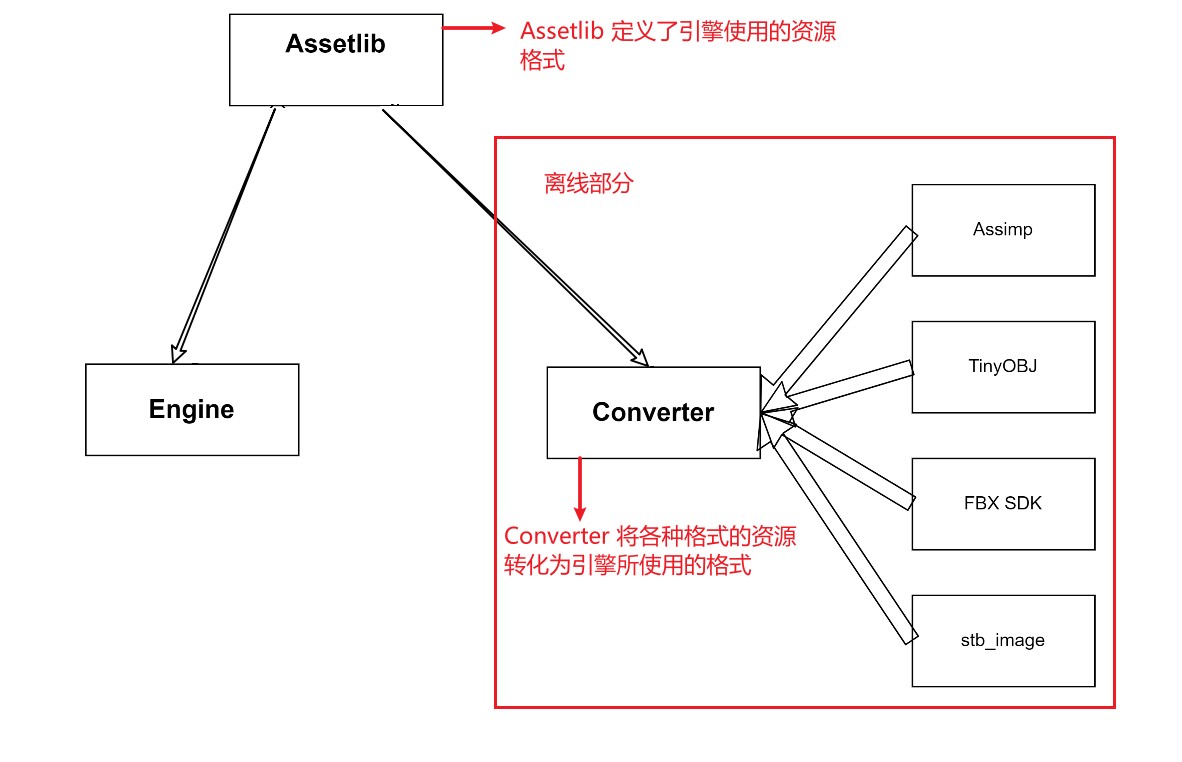 Assetlib
Assetlib 定义了引擎使用的资源
格式
离线部分
Assimp
TinyOBJ
Engine
Converter
FBX SDK
Converter 将各种格式的资源
转化为引擎所使用的格式
stb_image